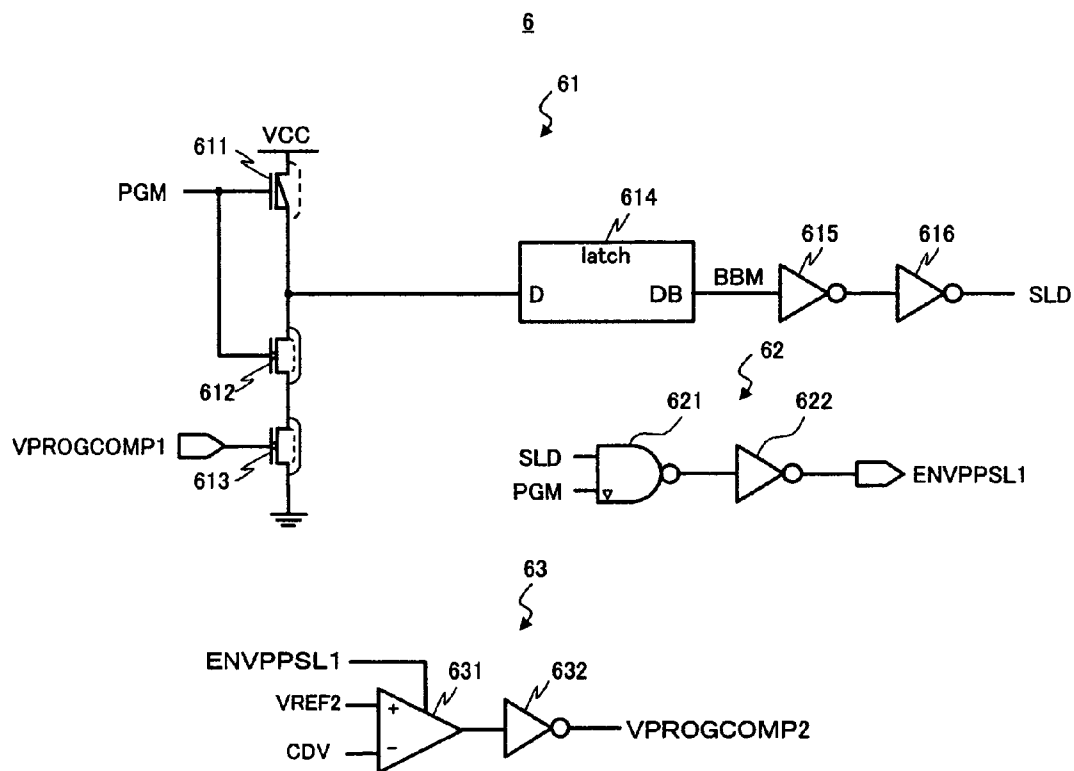 6
61
VCC
611
PGM
614
latch
D
DB
BBM
615
616
SLD
612
VPROGCOMP1
613
62
621
622
SLD
PGM
ENVPPSL1
63
ENVPPSL1
631
632
VREF2
+
CDV
-
VPROGCOMP2